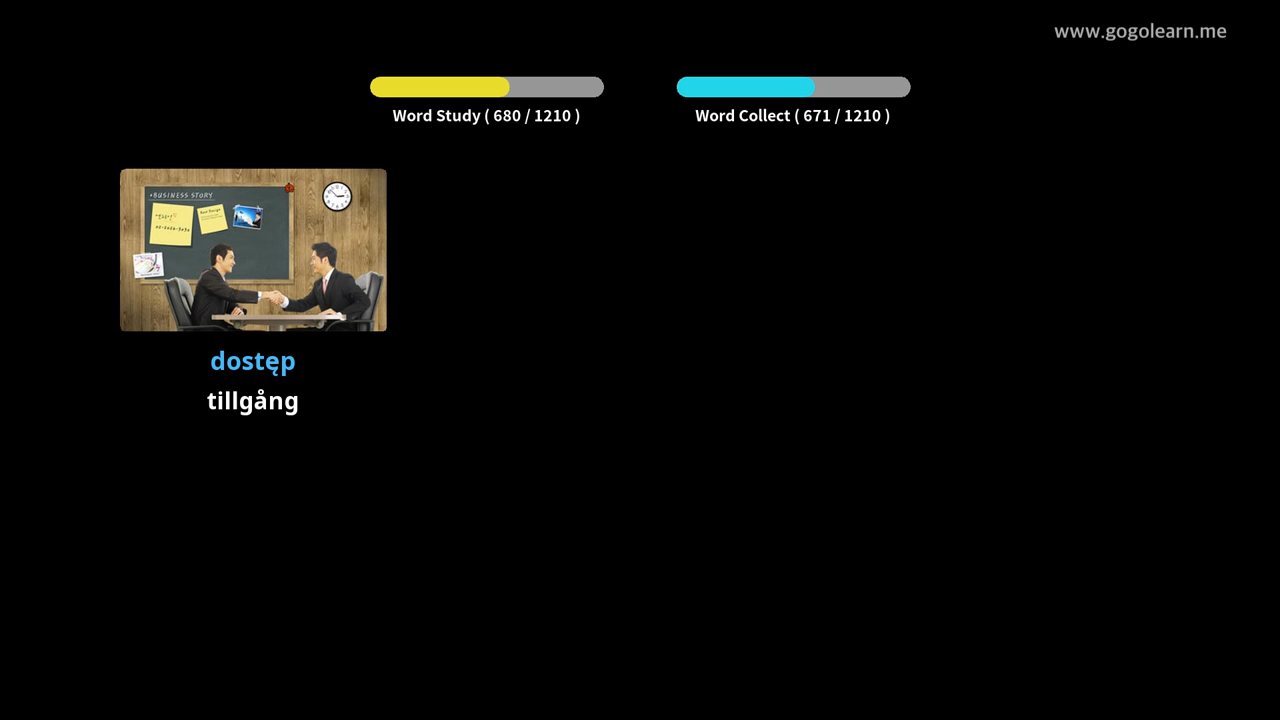 www.gogolearn.me
Word Study ( 680 / 1210 )
Word Collect ( 671 / 1210 )
BUSINESS STORY
dostęp
tillgång